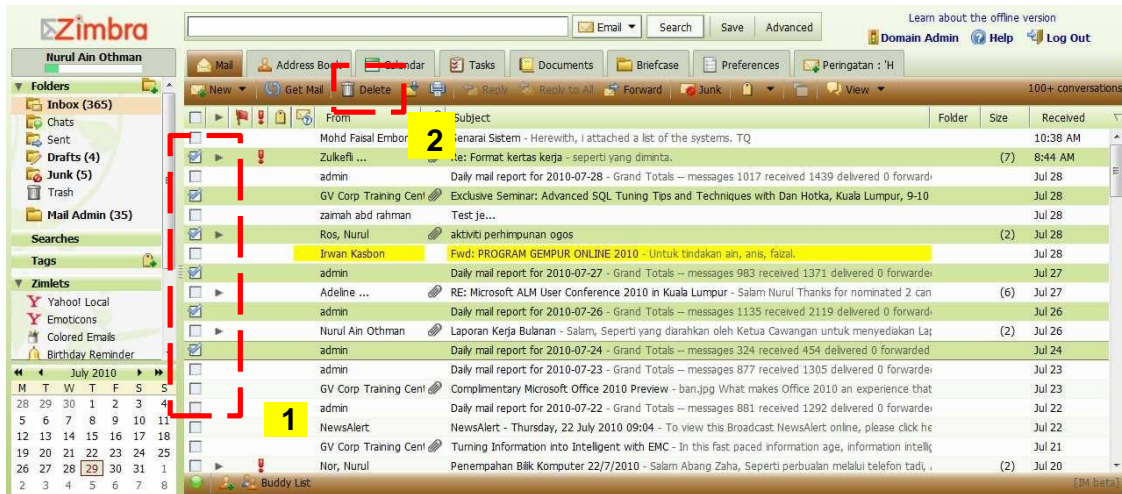 Zimbra
Email Search Save Advanced
Learn about the offline version
Domain Admin Help Log Out
Nurul Ain Othman
Mail Address Book Calendar Tasks Documents Briefcase Preferences Peringatan : 'H
New Get Mail Delete Reply Reply to All Forward Junk View 100+ conversations
Folders
Inbox (365)
Chats
Sent
Drafts (4)
Junk (5)
Trash
Mail Admin (35)
Searches
Tags
Zimlets
Yahoo! Local
Emoticons
Colored Emails
Birthday Reminder
July 2010
M T W T F S S
28 29 30 1 2 3 4
5 6 7 8 9 10 11
12 13 14 15 16 17 18
19 20 21 22 23 24 25
26 27 28 29 30 31 1
2 3 4 5 6 7 8
From Subject Folder Size Received
Mohd Faisal Embon Senarai Sistem - Herewith, i attached a list of the systems. TQ 10:38 AM
Zulkefli ... Re: Format kertas kerja - seperti yang diminta. (7) 8:44 AM
admin Daily mail report for 2010-07-28 - Grand Totals -- messages 1017 received 1439 delivered 0 forward Jul 28
GV Corp Training Cent Exclusive Seminar: Advanced SQL Tuning Tips and Techniques with Dan Hotka, Kuala Lumpur, 9-10 Jul 28
zaimah abd rahman Test je... Jul 28
Ros, Nurul aktiviti perhimpunan ogos (2) Jul 28
Irwan Kasbon Fwd: PROGRAM GEMPUR ONLINE 2010 - Untuk tindakan ain, anis, faizal. Jul 28
admin Daily mail report for 2010-07-27 - Grand Totals -- messages 983 received 1371 delivered 0 forwarde Jul 27
Adeline ... RE: Microsoft ALM User Conference 2010 in Kuala Lumpur - Salam Nurul Thanks for nominated 2 can (6) Jul 27
admin Daily mail report for 2010-07-26 - Grand Totals -- messages 1135 received 2119 delivered 0 forward Jul 26
Nurul Ain Othman Laporan Kerja Bulanan - Salam, Seperti yang diarahkan oleh Ketua Cawangan untuk menyediakan Lap (2) Jul 26
admin Daily mail report for 2010-07-24 - Grand Totals -- messages 324 received 454 delivered 0 forwarded Jul 24
admin Daily mail report for 2010-07-23 - Grand Totals -- messages 877 received 1305 delivered 0 forwarde Jul 23
GV Corp Training Cent Complimentary Microsoft Office 2010 Preview - ban.jpg What makes Office 2010 an experience that Jul 23
admin Daily mail report for 2010-07-22 - Grand Totals -- messages 881 received 1292 delivered 0 forwarde Jul 22
NewsAlert NewsAlert - Thursday, 22 July 2010 09:04 - To view this Broadcast NewsAlert online, please click he Jul 22
GV Corp Training Cent Turning Information into Intelligent with EMC - In this fast paced information age, information intellig Jul 21
Nor, Nurul Penempahan Bilik Komputer 22/7/2010 - Salam Abang Zaha, Seperti perbualan melalui telefon tadi, (2) Jul 20
Buddy List
[IM beta]
1
2